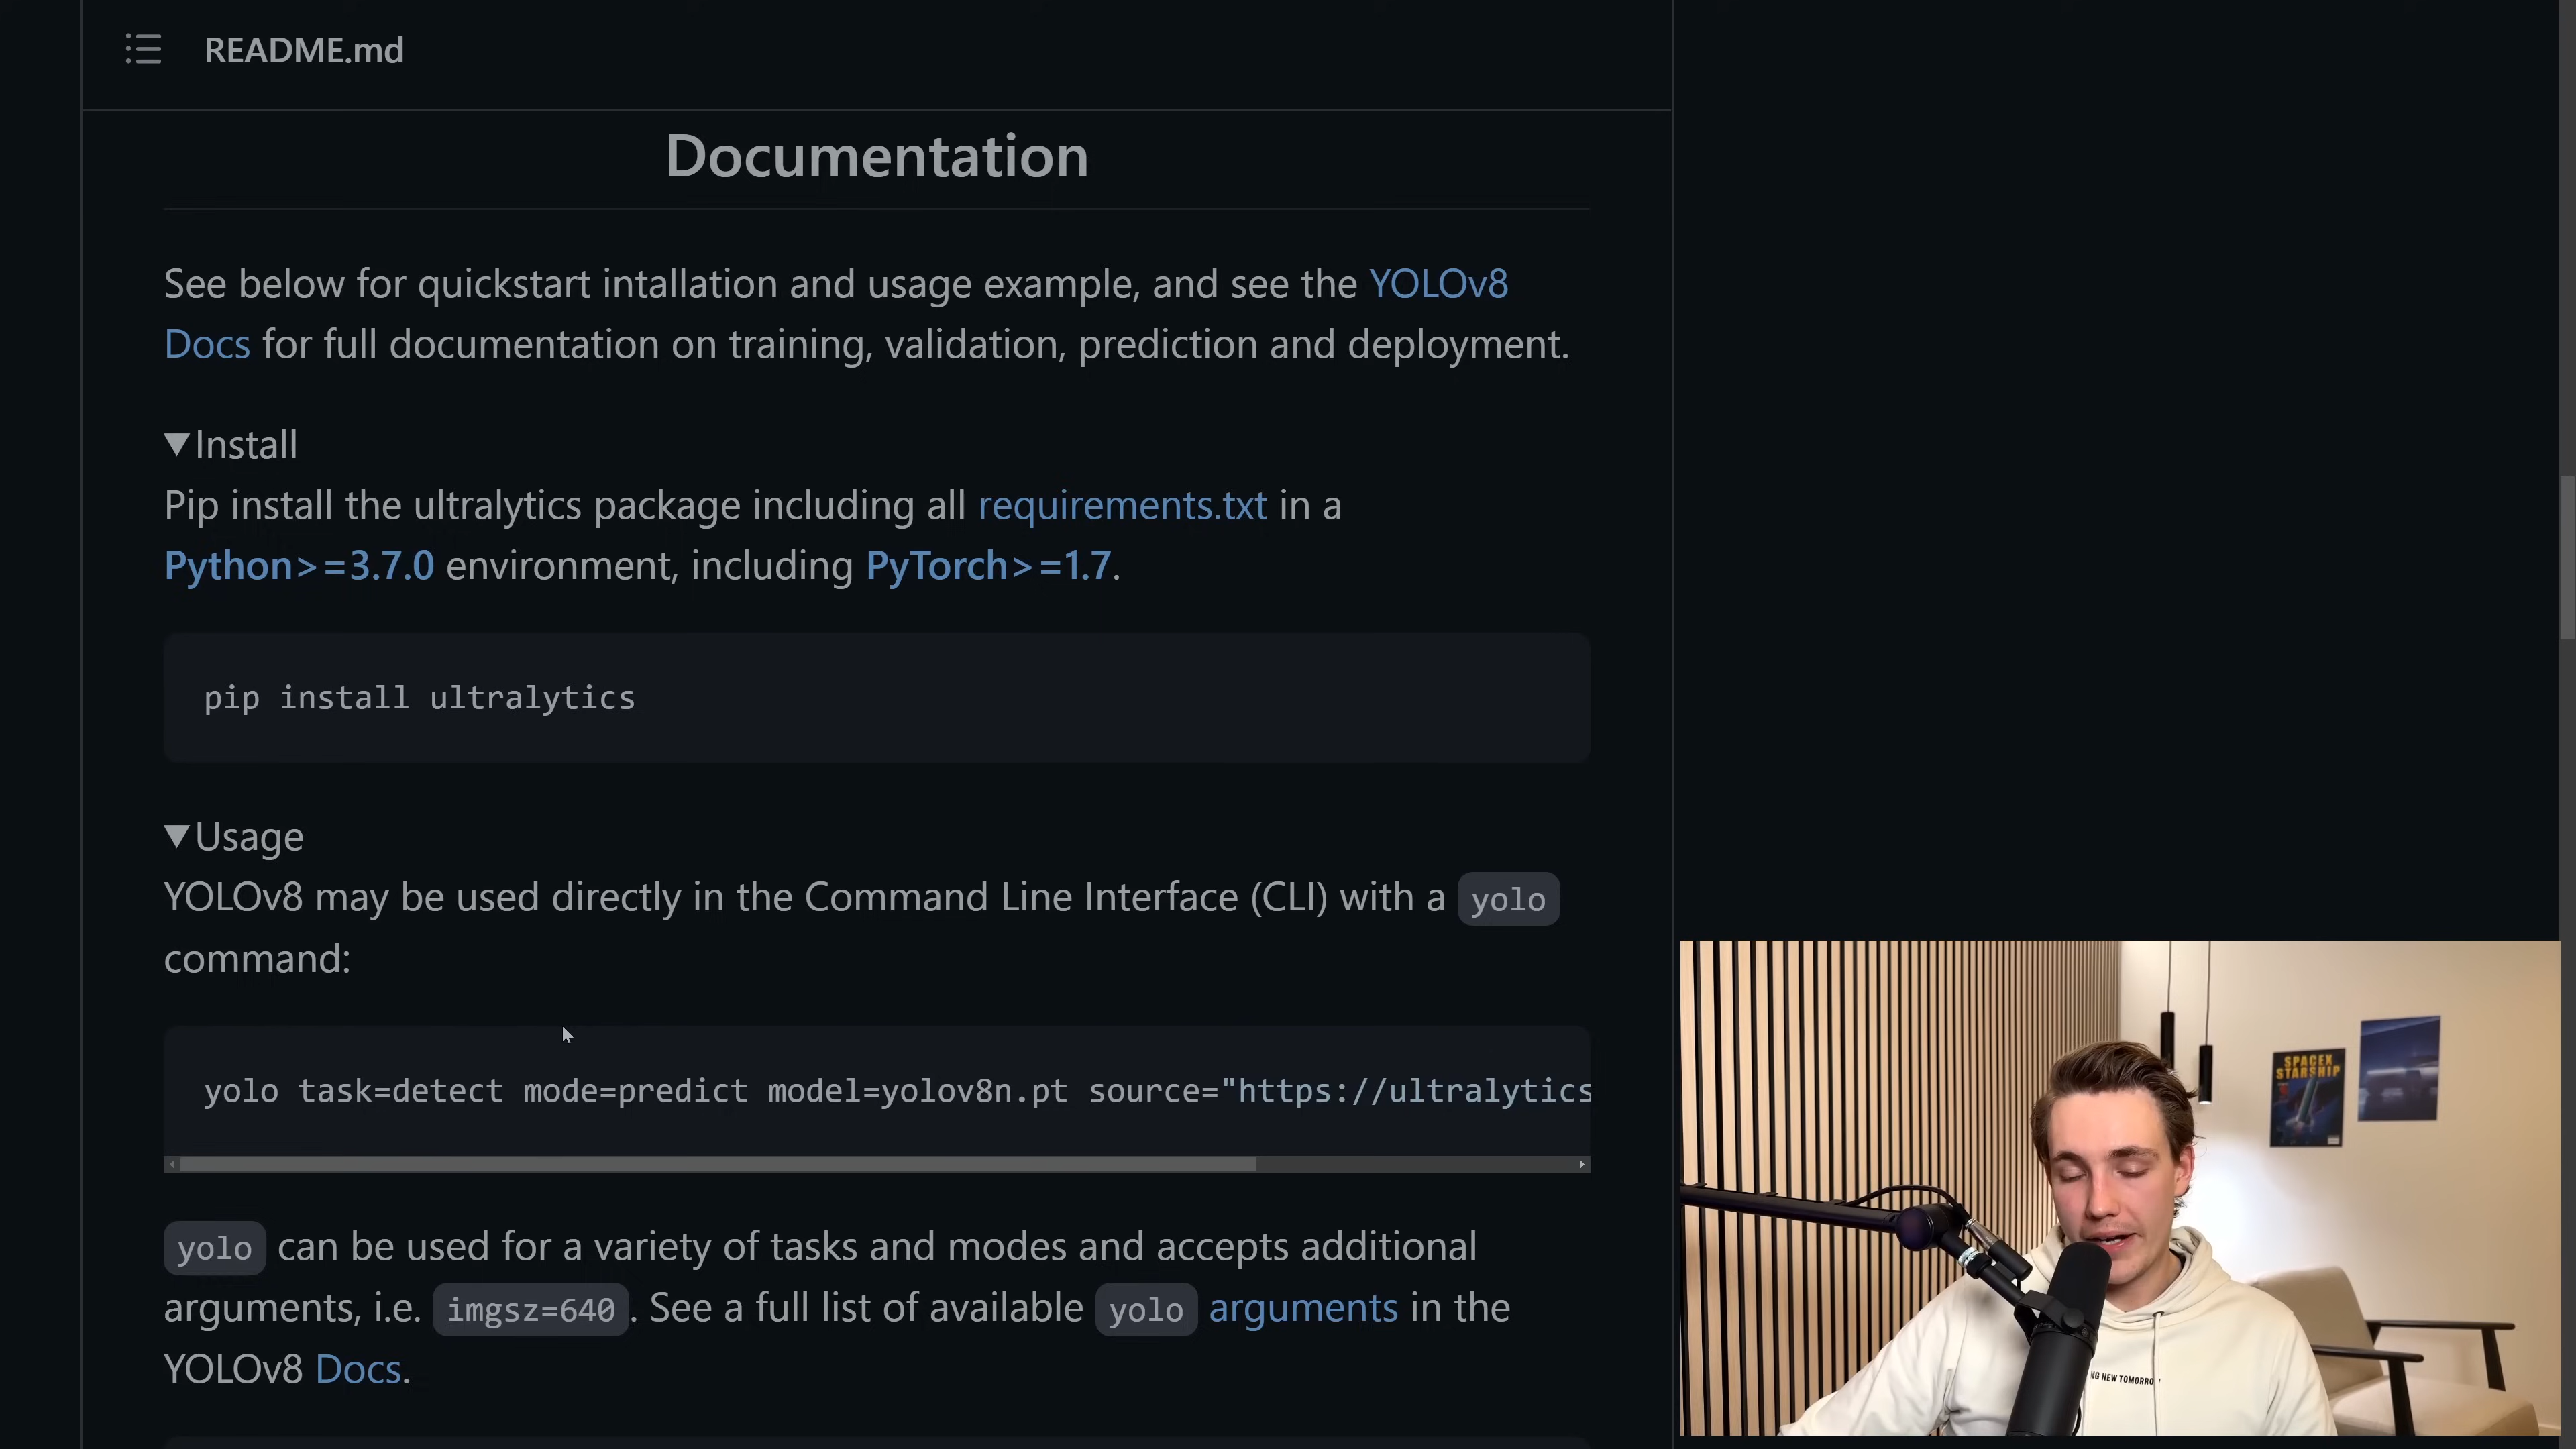 README.md
Documentation
See below for quickstart intallation and usage example, and see the YOLOv8
Docs for full documentation on training, validation, prediction and deployment.
▼Install
Pip install the ultralytics package including all requirements.txt in a
Python>=3.7.0 environment, including PyTorch>=1.7.
pip install ultralytics
▼Usage
YOLOv8 may be used directly in the Command Line Interface (CLI) with a yolo
command:
yolo task=detect mode=predict model=yolov8n.pt source="https://ultralytics
yolo can be used for a variety of tasks and modes and accepts additional
arguments, i.e. imgsz=640. See a full list of available yolo arguments in the
YOLOv8 Docs.
SPACEX
STARSHIP
NEW TOMORROW